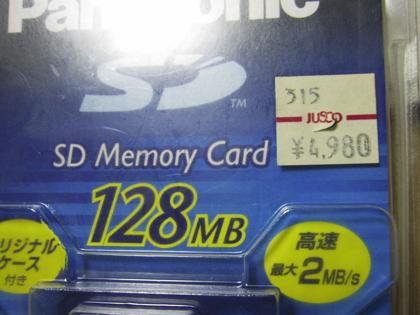 Panasonic
SD
TM
315
JUSCO
¥4,980
SD Memory Card
128MB
リジナル
ケース
付き
高速
最大2MB/s